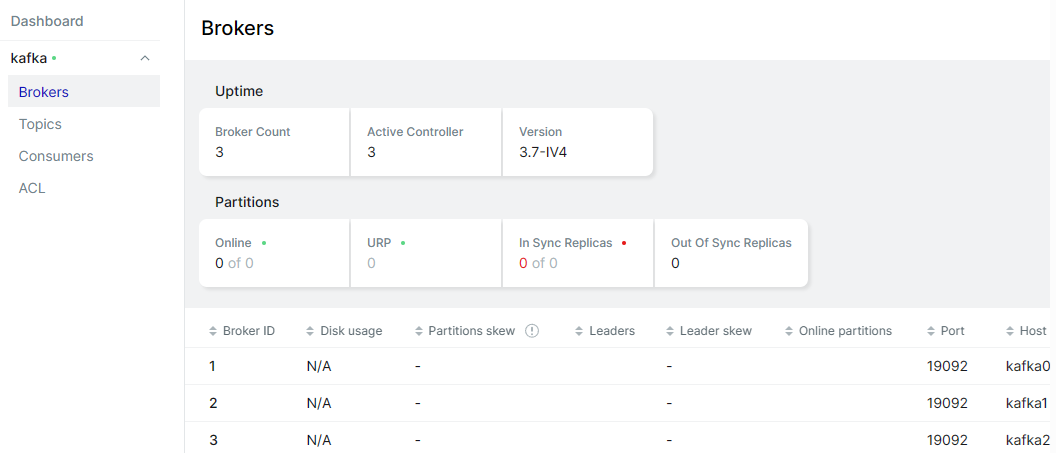 Dashboard
kafka
Brokers
Topics
Consumers
ACL
Brokers
Uptime
Broker Count Active Controller Version
3 3 3.7-IV4
Partitions
Online URP In Sync Replicas Out Of Sync Replicas
0 of 0 0 0 of 0 0
Broker ID Disk usage Partitions skew Leaders Leader skew Online partitions Port Host
1 N/A - - 19092 kafka0
2 N/A - - 19092 kafka1
3 N/A - - 19092 kafka2